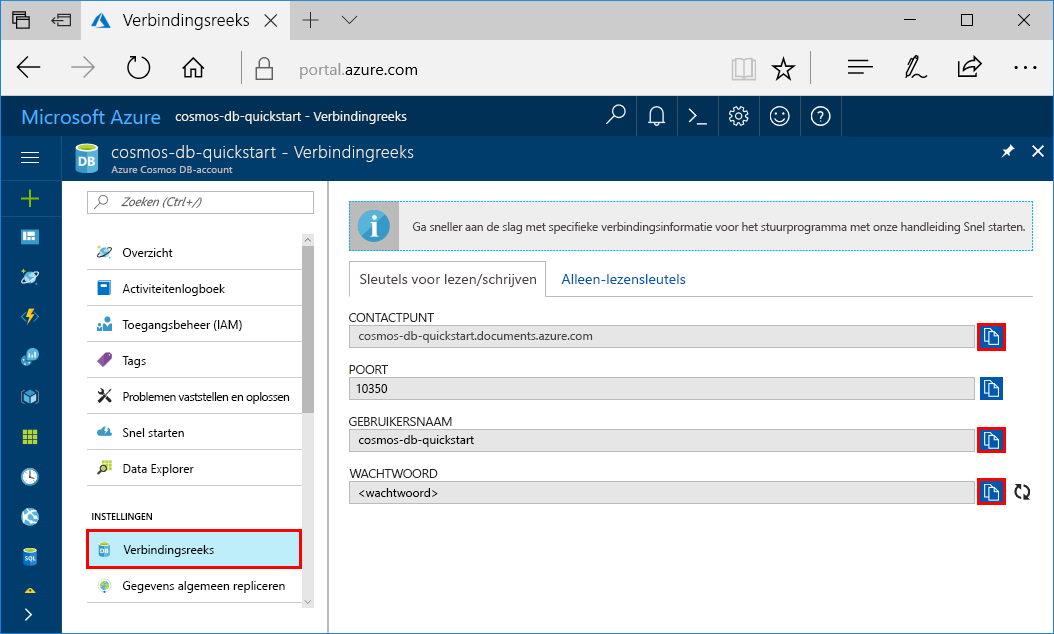 Verbindingsreeks
portal.azure.com
Microsoft Azure cosmos-db-quickstart - Verbindingreeks
cosmos-db-quickstart - Verbindingreeks
Azure Cosmos DB-account
Zoeken (Ctrl+/)
Overzicht
Activiteitenlogboek
Toegangsbeheer (IAM)
Tags
Problemen vaststellen en oplossen
Snel starten
Data Explorer
INSTELLINGEN
Verbindingsreeks
Gegevens algemeen repliceren
Ga sneller aan de slag met specifieke verbindingsinformatie voor het stuurprogramma met onze handleiding Snel starten.
Sleutels voor lezen/schrijven Alleen-lezensleutels
CONTACTPUNT
cosmos-db-quickstart.documents.azure.com
POORT
10350
GEBRUIKERSNAAM
cosmos-db-quickstart
WACHTWOORD
<wachtwoord>
DB
DB
SQL